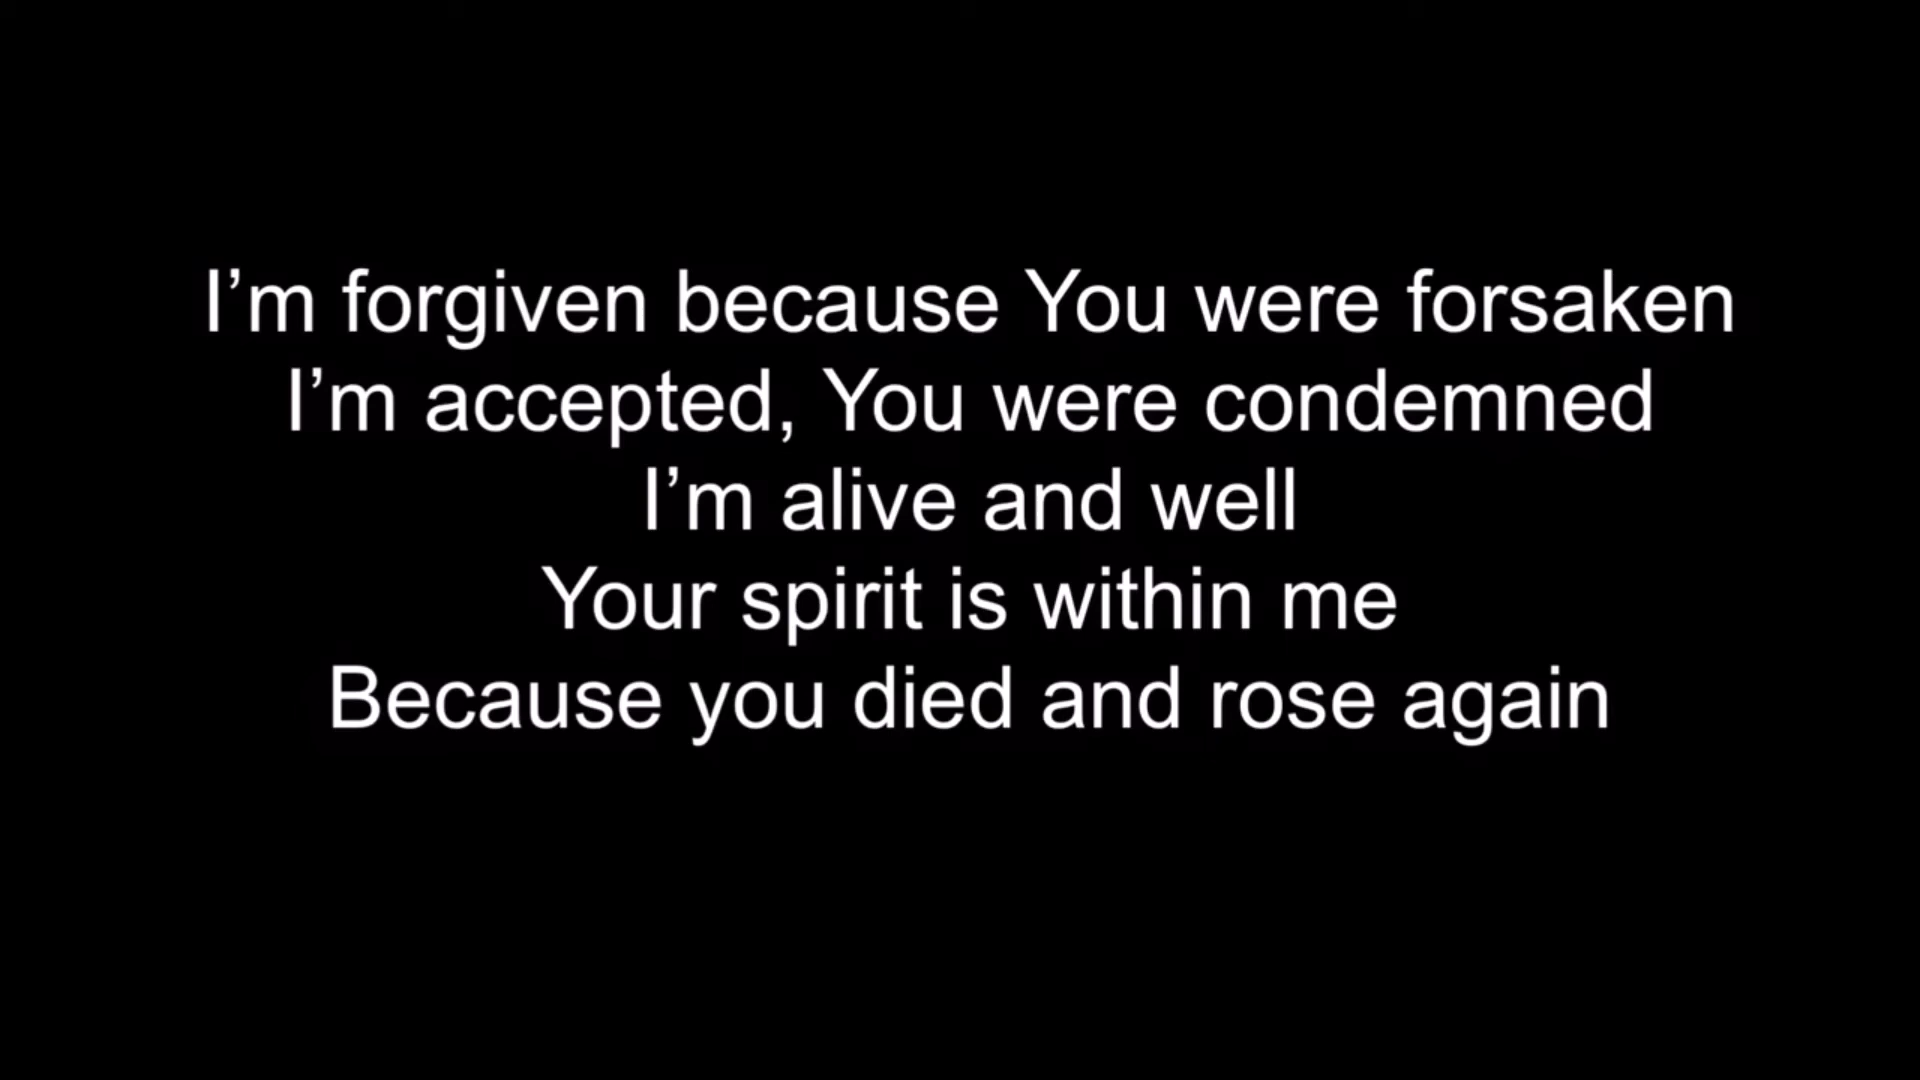 I’m forgiven because You were forsaken
I’m accepted, You were condemned
I’m alive and well
Your spirit is within me
Because you died and rose again